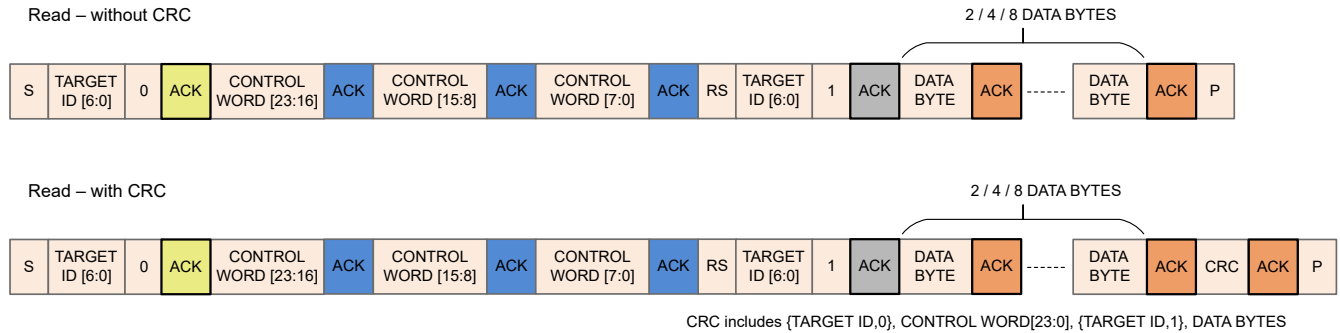 Read – without CRC
2 / 4 / 8 DATA BYTES
S TARGET ID [6:0] 0 ACK CONTROL WORD [23:16] ACK CONTROL WORD [15:8] ACK CONTROL WORD [7:0] ACK RS TARGET ID [6:0] 1 ACK DATA BYTE ACK ------ DATA BYTE ACK P
Read – with CRC
2 / 4 / 8 DATA BYTES
S TARGET ID [6:0] 0 ACK CONTROL WORD [23:16] ACK CONTROL WORD [15:8] ACK CONTROL WORD [7:0] ACK RS TARGET ID [6:0] 1 ACK DATA BYTE ACK ------ DATA BYTE ACK CRC ACK P
CRC includes {TARGET ID,0}, CONTROL WORD[23:0], {TARGET ID,1}, DATA BYTES